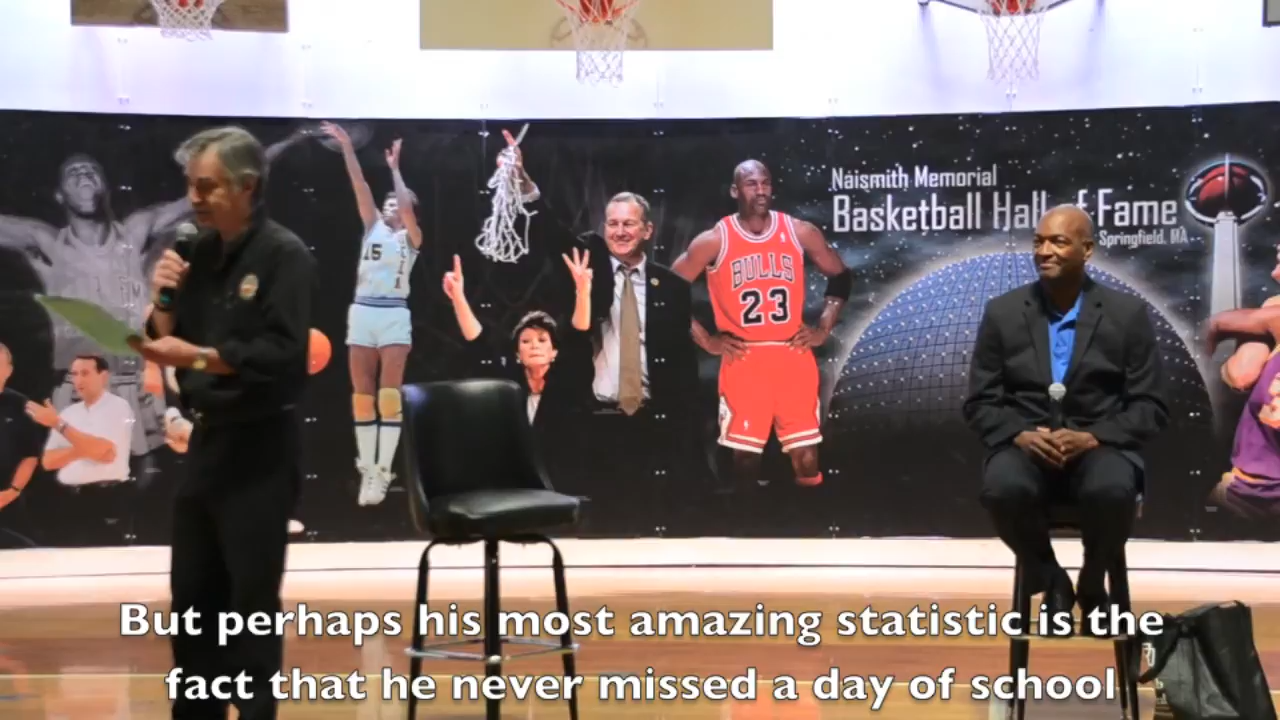 15
BULLS
23
Naismith Memorial
Basketball Hall of Fame
Springfield, MA
But perhaps his most amazing statistic is the
fact that he never missed a day of school